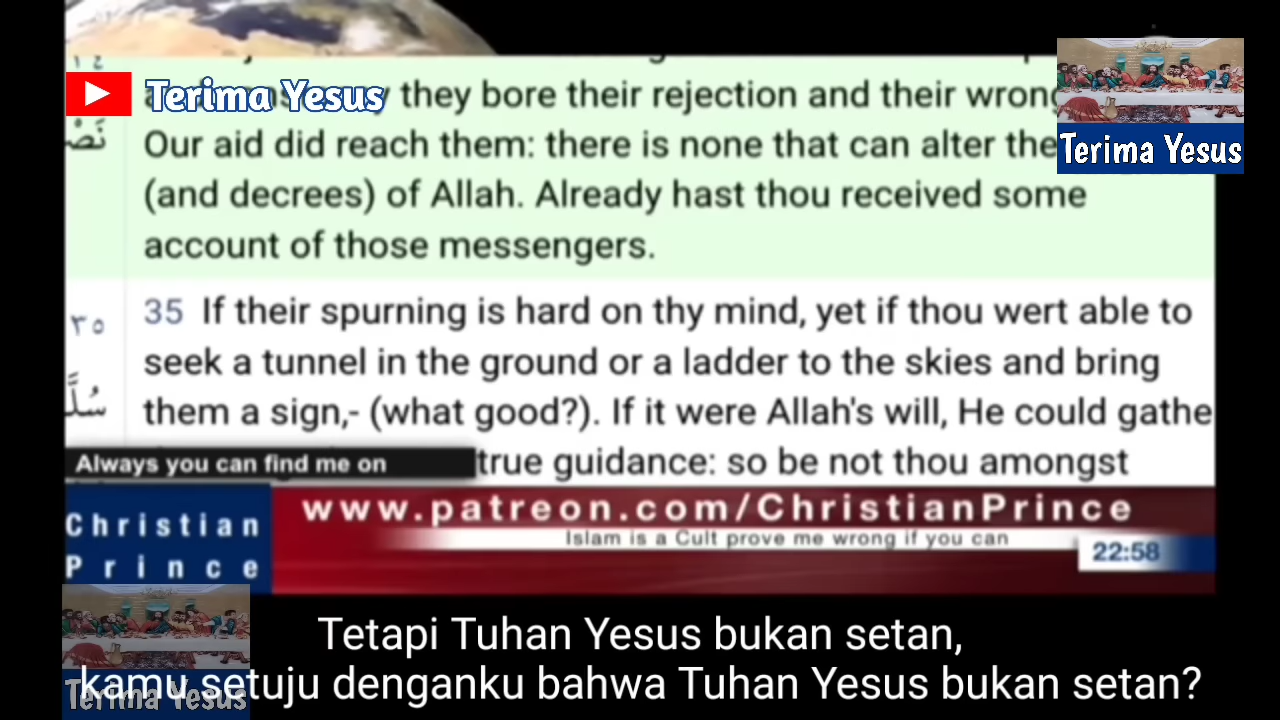 ١٤
Terima Yesus
they bore their rejection and their wrong
Terima Yesus
Our aid did reach them: there is none that can alter the
(and decrees) of Allah. Already hast thou received some
account of those messengers.
٣٥
35 If their spurning is hard on thy mind, yet if thou wert able to
seek a tunnel in the ground or a ladder to the skies and bring
سُلَّ
them a sign,- (what good?). If it were Allah's will, He could gathe
true guidance: so be not thou amongst
Always you can find me on
www.patreon.com/ChristianPrince
Christian
Prince
Islam is a Cult prove me wrong if you can
22:58
Tetapi Tuhan Yesus bukan setan,
kamu setuju denganku bahwa Tuhan Yesus bukan setan?
Terima Yesus